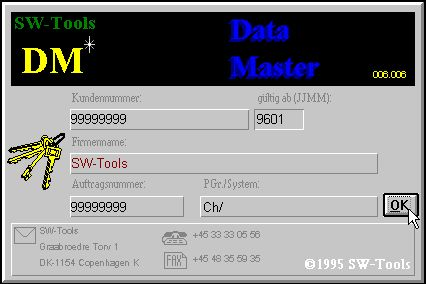 SW-Tools
DM*
Data
Master
006.006
Kundennummer:
gültig ab (JJMM):
99999999
9601
Firmenname:
SW-Tools
Auftragsnummer:
PGr./System:
99999999
Ch/
OK
SW-Tools
Graabroedre Torv 1
DK-1154 Copenhagen K
+45 33 33 05 56
FAX
+45 48 35 59 35
©1995 SW-Tools